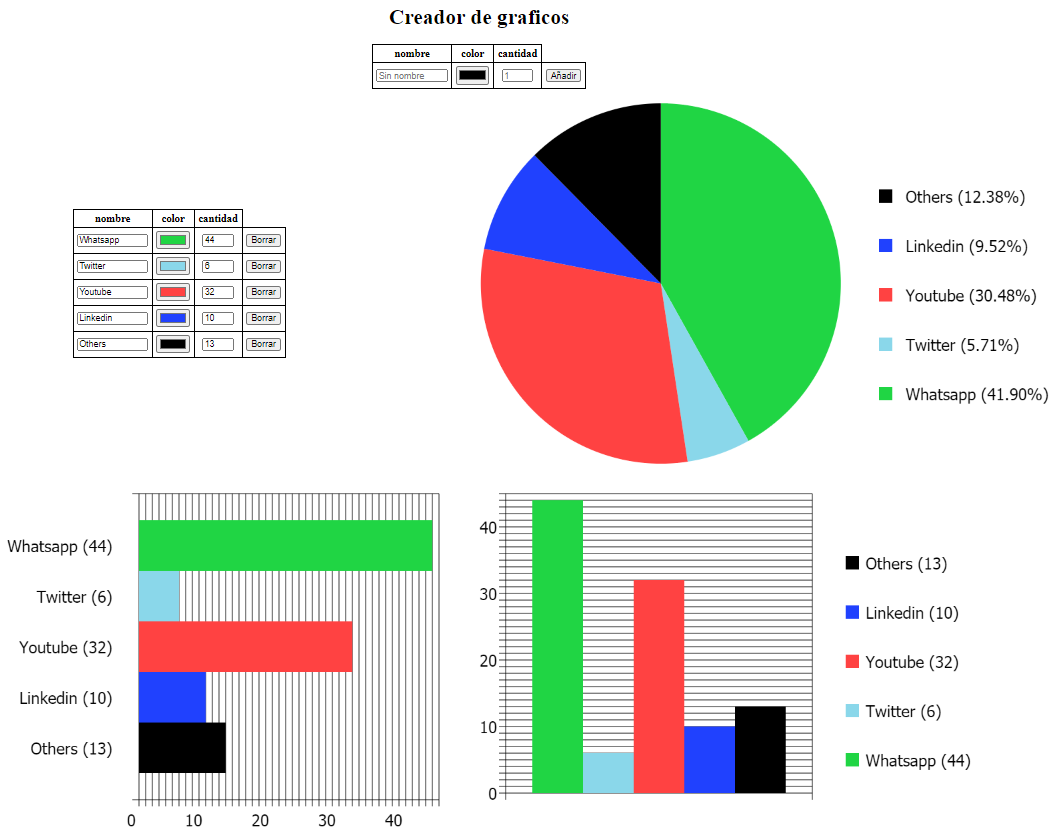 Creador de graficos
nombre color cantidad
Sin nombre 1 Añadir
nombre color cantidad
Whatsapp 44 Borrar
Twitter 6 Borrar
Youtube 32 Borrar
Linkedin 10 Borrar
Others 13 Borrar
Others (12.38%)
Linkedin (9.52%)
Youtube (30.48%)
Twitter (5.71%)
Whatsapp (41.90%)
Whatsapp (44)
Twitter (6)
Youtube (32)
Linkedin (10)
Others (13)
0 10 20 30 40
40
30
20
10
0
Others (13)
Linkedin (10)
Youtube (32)
Twitter (6)
Whatsapp (44)